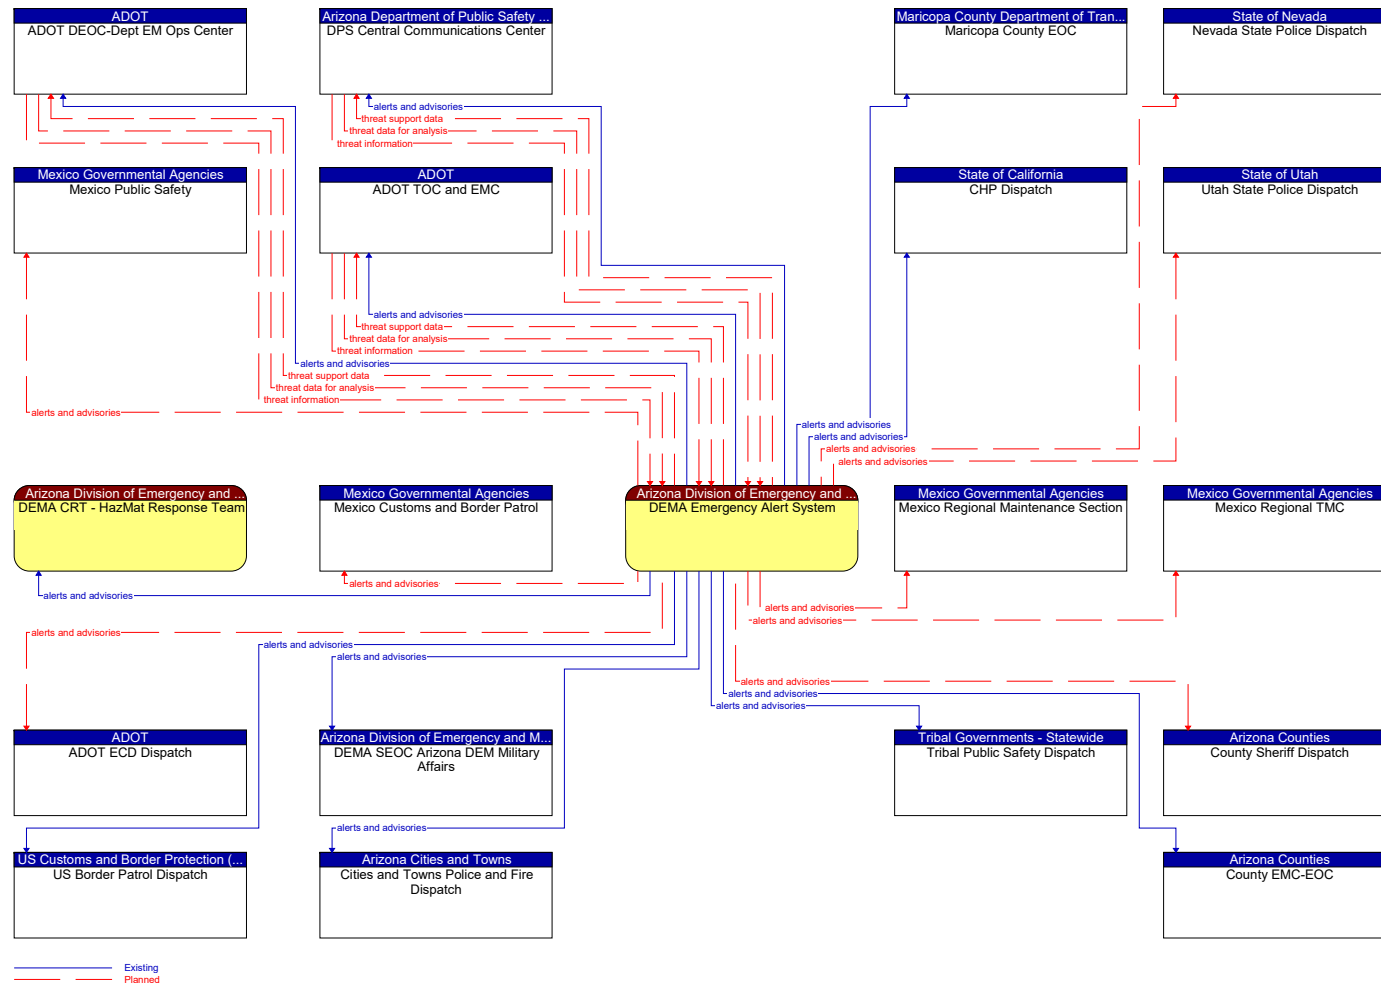 ADOT
ADOT DEOC-Dept EM Ops Center
Arizona Department of Public Safety ...
DPS Central Communications Center
Maricopa County Department of Tran...
Maricopa County EOC
State of Nevada
Nevada State Police Dispatch
alerts and advisories
threat support data
threat data for analysis
threat information
Mexico Governmental Agencies
Mexico Public Safety
ADOT
ADOT TOC and EMC
State of California
CHP Dispatch
State of Utah
Utah State Police Dispatch
alerts and advisories
threat support data
threat data for analysis
threat information
alerts and advisories
threat support data
threat data for analysis
threat information
alerts and advisories
alerts and advisories
alerts and advisories
alerts and advisories
alerts and advisories
Arizona Division of Emergency and ...
DEMA CRT - HazMat Response Team
Mexico Governmental Agencies
Mexico Customs and Border Patrol
Arizona Division of Emergency and ...
DEMA Emergency Alert System
Mexico Governmental Agencies
Mexico Regional Maintenance Section
Mexico Governmental Agencies
Mexico Regional TMC
alerts and advisories
alerts and advisories
alerts and advisories
alerts and advisories
alerts and advisories
alerts and advisories
alerts and advisories
alerts and advisories
alerts and advisories
alerts and advisories
ADOT
ADOT ECD Dispatch
Arizona Division of Emergency and M...
DEMA SEOC Arizona DEM Military
Affairs
Tribal Governments - Statewide
Tribal Public Safety Dispatch
Arizona Counties
County Sheriff Dispatch
alerts and advisories
US Customs and Border Protection (...
US Border Patrol Dispatch
Arizona Cities and Towns
Cities and Towns Police and Fire
Dispatch
Arizona Counties
County EMC-EOC
Existing
Planned